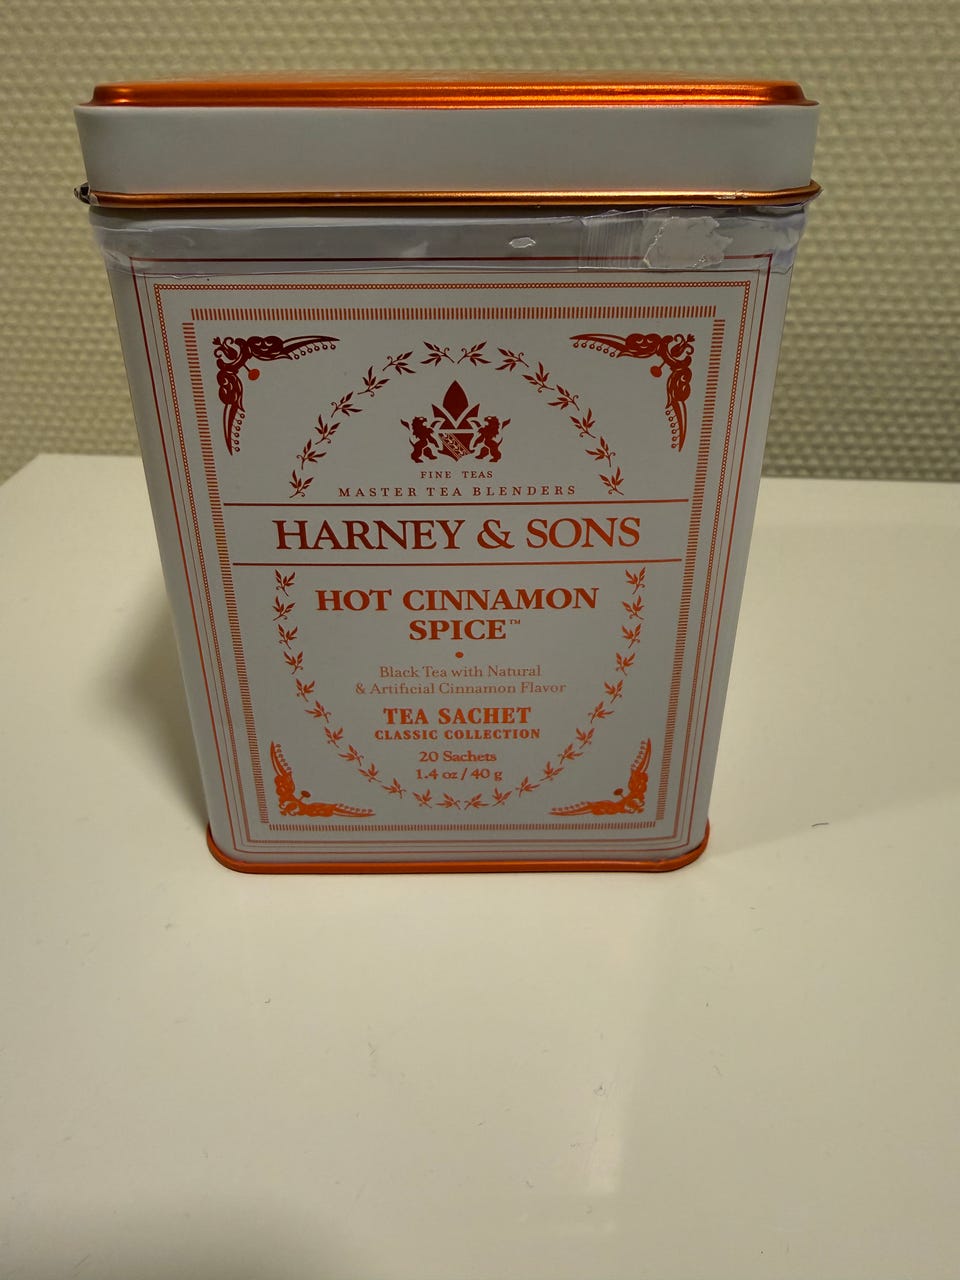 FINE TEAS
MASTER TEA BLENDERS
HARNEY & SONS
HOT CINNAMON
SPICE™
Black Tea with Natural
& Artificial Cinnamon Flavor
TEA SACHET
CLASSIC COLLECTION
20 Sachets
1.4 oz / 40 g